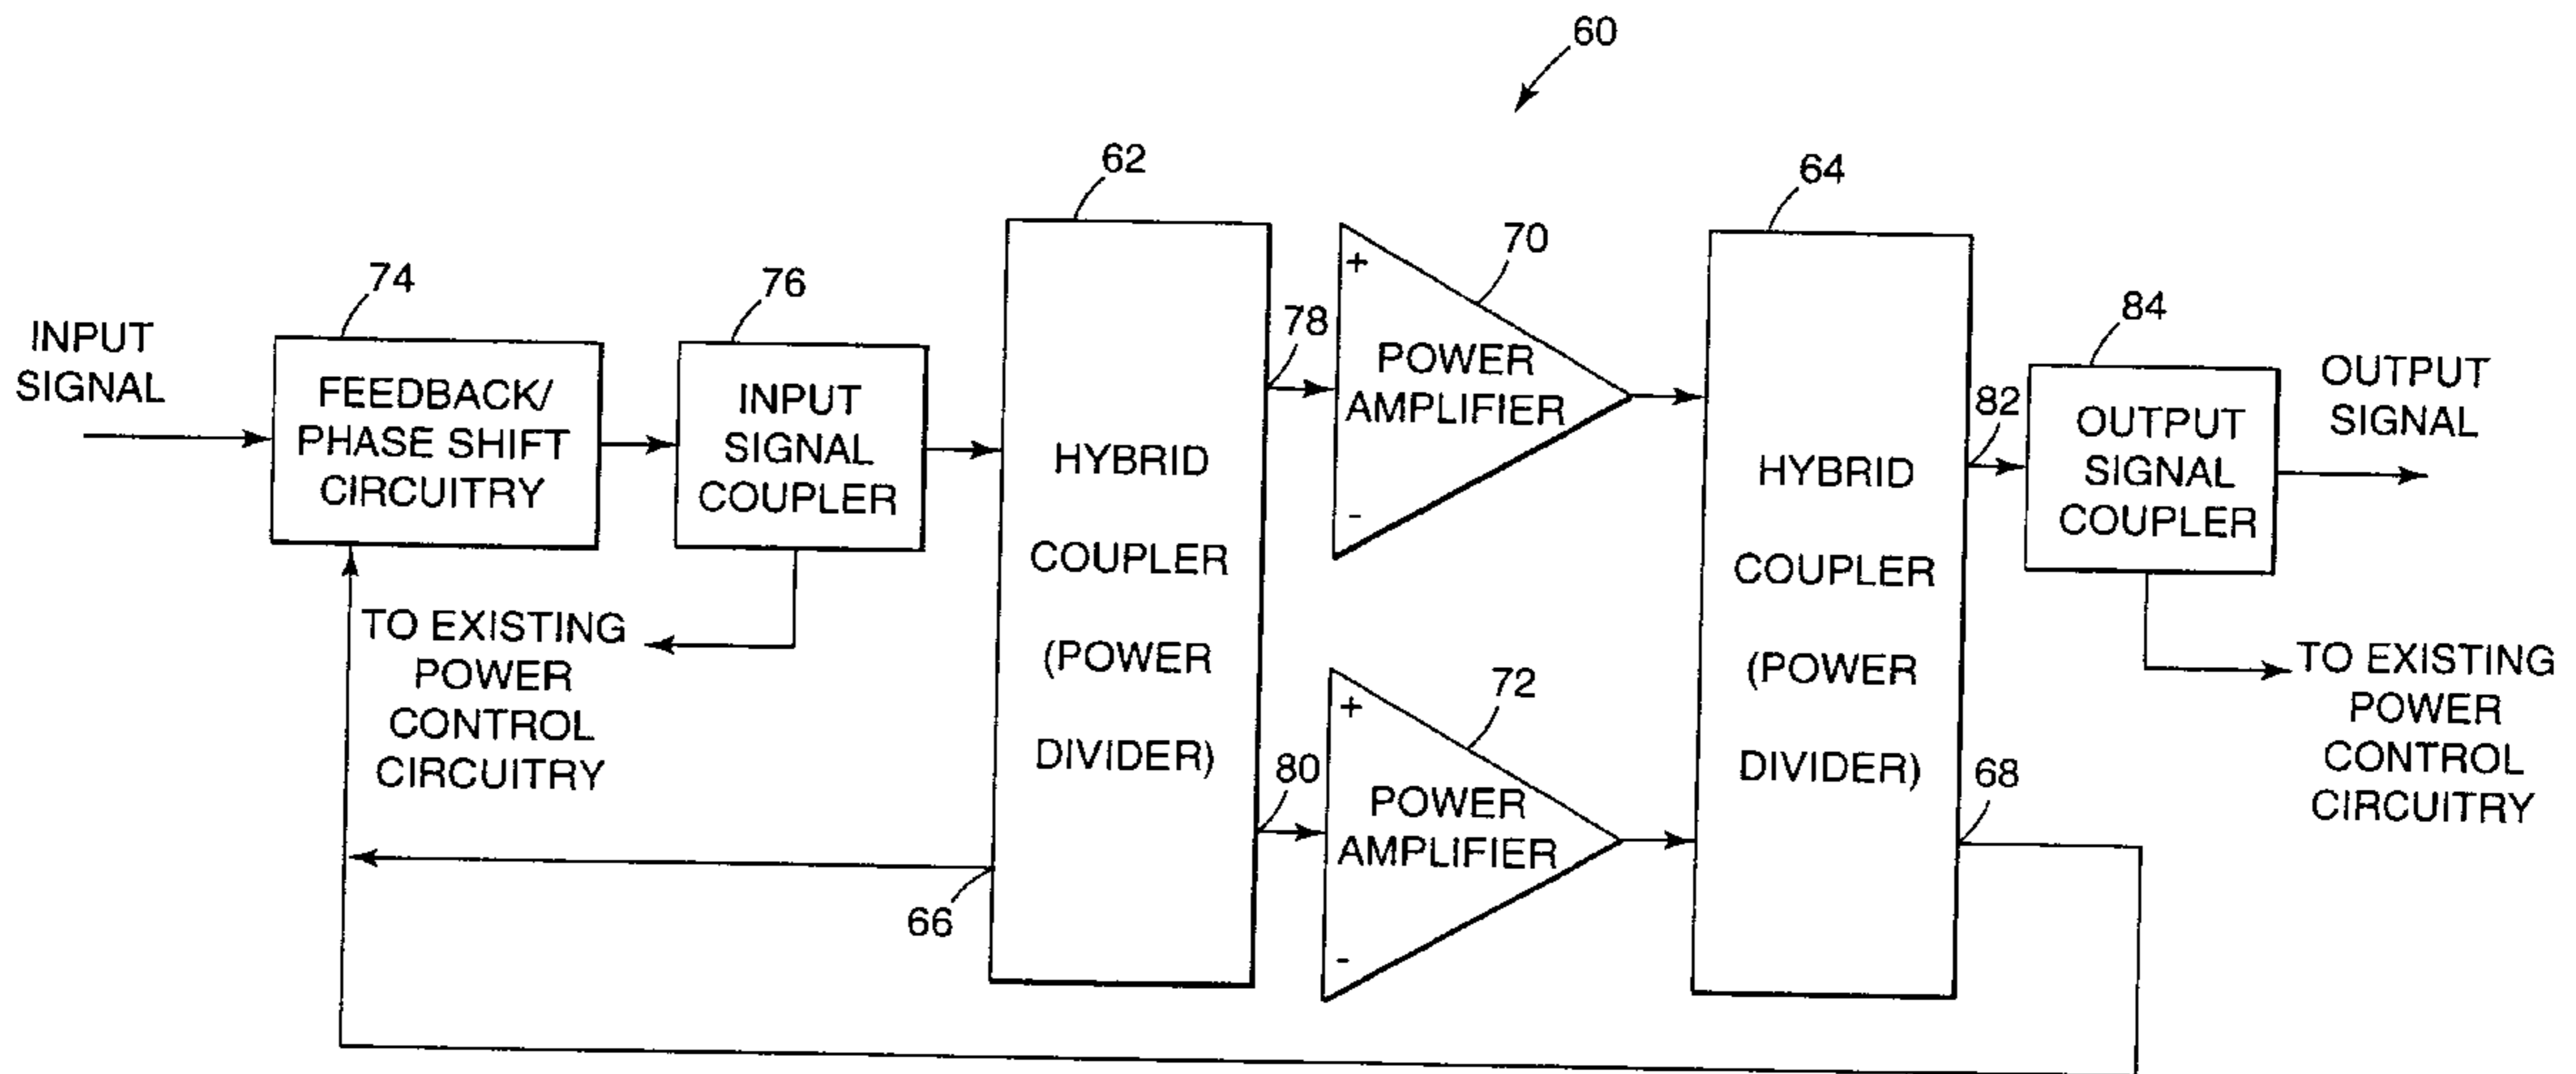 60
62
64
70
74
76
78
84
INPUT
SIGNAL
FEEDBACK/
PHASE SHIFT
CIRCUITRY
INPUT
SIGNAL
COUPLER
HYBRID
COUPLER
(POWER
DIVIDER)
+
POWER
AMPLIFIER
-
HYBRID
COUPLER
(POWER
DIVIDER)
82
OUTPUT
SIGNAL
COUPLER
OUTPUT
SIGNAL
TO EXISTING
POWER
CONTROL
CIRCUITRY
72
80
+
POWER
AMPLIFIER
-
68
TO EXISTING
POWER
CONTROL
CIRCUITRY
66